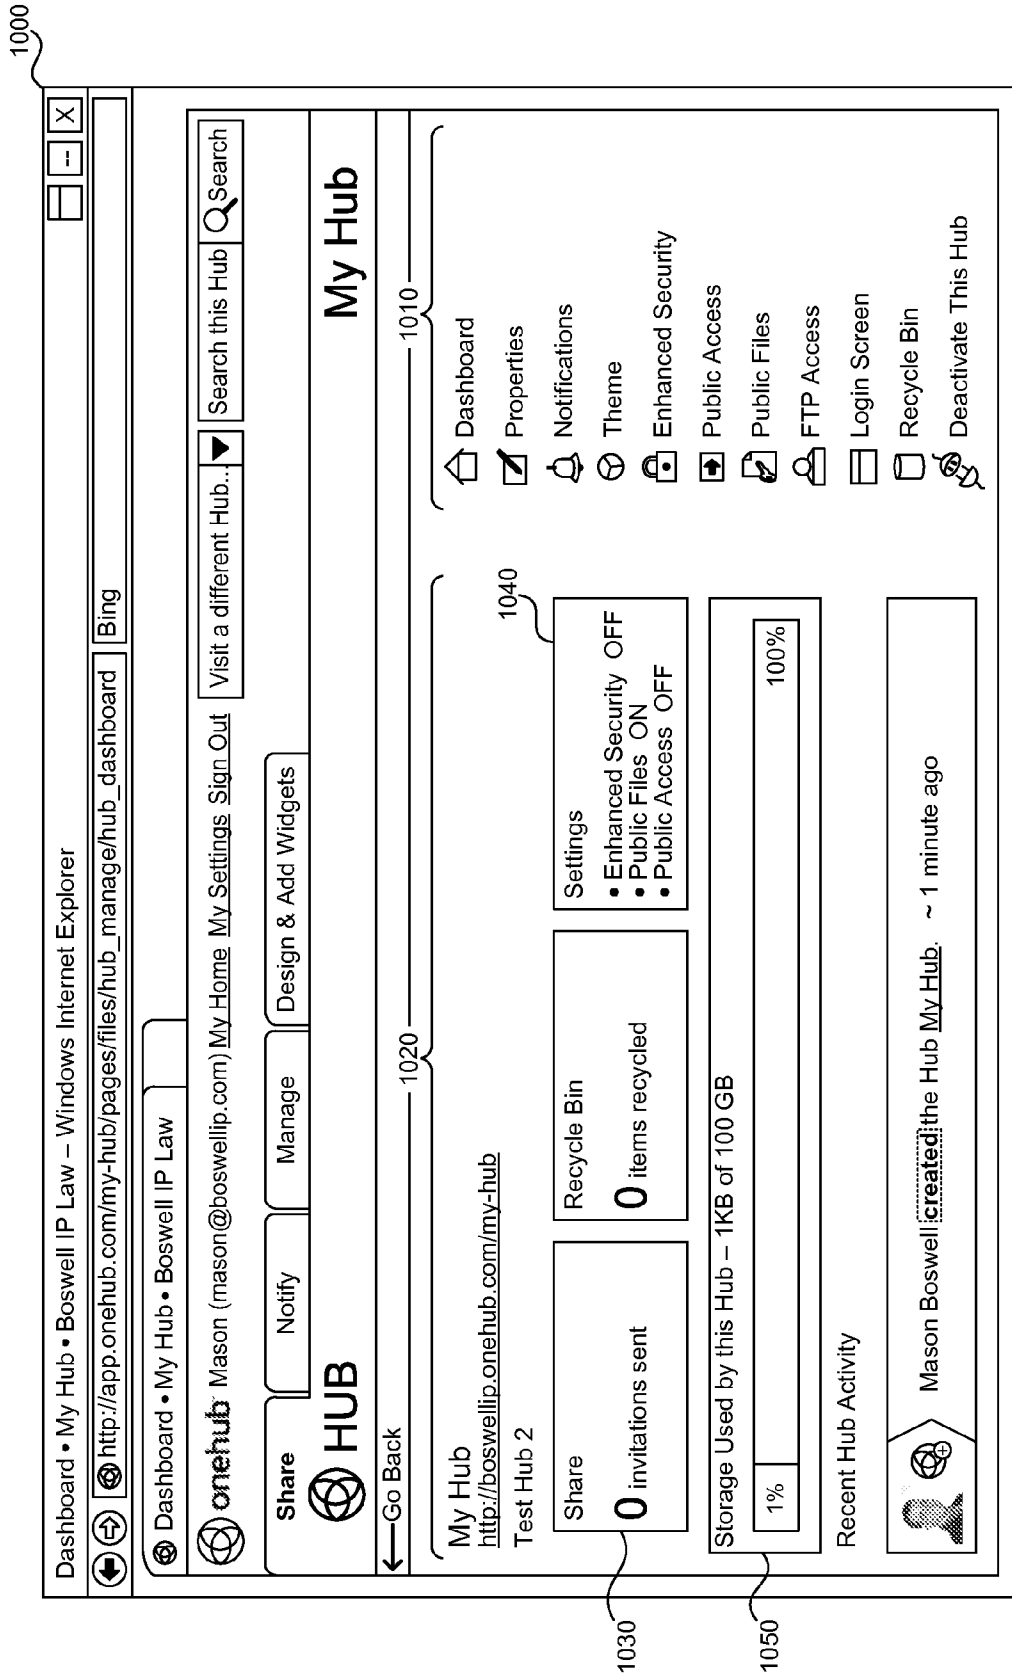 1000
Dashboard • My Hub • Boswell IP Law – Windows Internet Explorer
-- X
http://app.onehub.com/my-hub/pages/files/hub_manage/hub_dashboard Bing
Dashboard • My Hub • Boswell IP Law
onehub Mason (mason@boswellip.com) My Home My Settings Sign Out Visit a different Hub... Search this Hub Search
Share Notify Manage Design & Add Widgets
HUB My Hub
Go Back
1020 1010
My Hub
http://boswellip.onehub.com/my-hub
Test Hub 2
1040
Share
0 invitations sent
1030
Recycle Bin
0 items recycled
Settings
• Enhanced Security OFF
• Public Files ON
• Public Access OFF
Storage Used by this Hub – 1KB of 100 GB
1% 100%
1050
Recent Hub Activity
Mason Boswell created the Hub My Hub. ~ 1 minute ago
Dashboard
Properties
Notifications
Theme
Enhanced Security
Public Access
Public Files
FTP Access
Login Screen
Recycle Bin
Deactivate This Hub